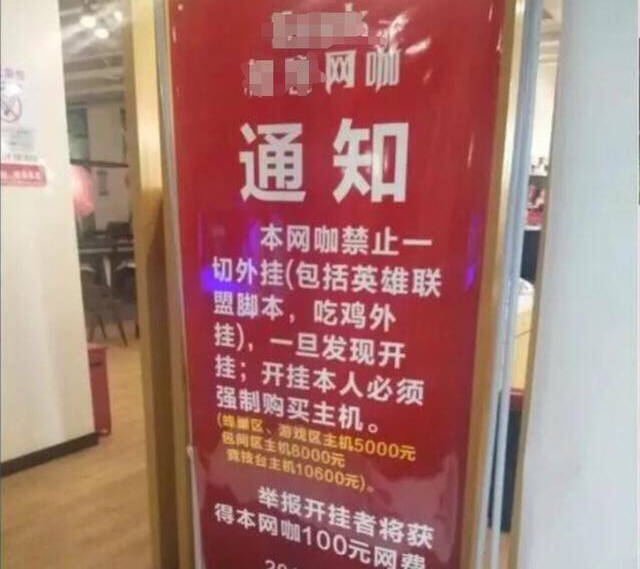 网咖
通知
本网咖禁止一
切外挂(包括英雄联
盟脚本，吃鸡外
挂)，一旦发现开
挂；开挂本人必须
强制购买主机。
(蜂巢区、游戏区主机5000元
包间区主机6000元
竞技台主机10600元)。
举报开挂者将获
得本网咖100元网费